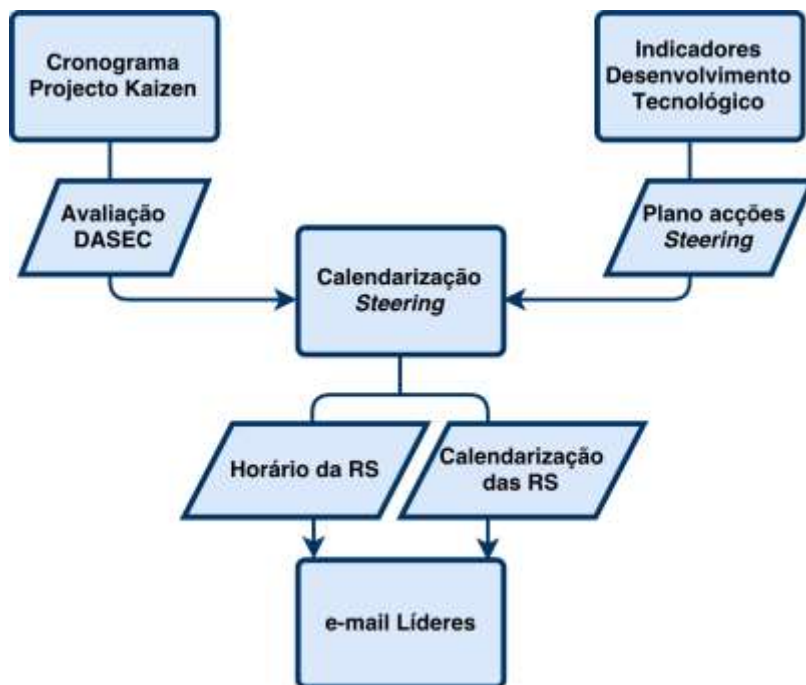 Cronograma
Projecto Kaizen
Indicadores
Desenvolvimento
Tecnológico
Avaliação
DASEC
Plano acções
Steering
Calendarização
Steering
Horário da RS
Calendarização
das RS
e-mail Líderes